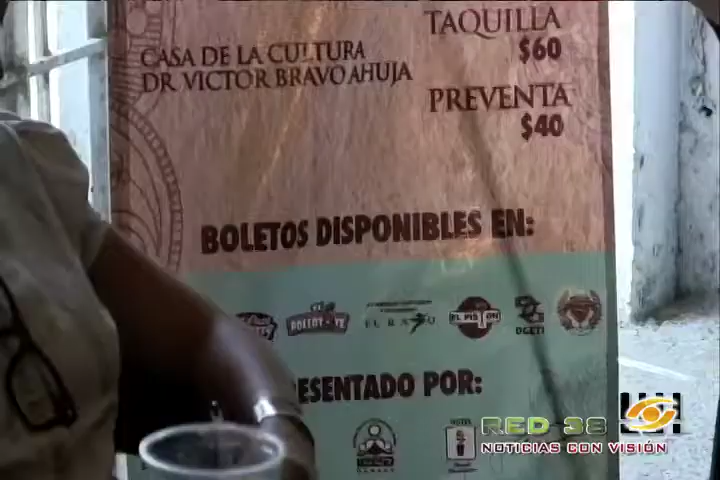 TAQUILLA
$60
CASA DE LA CULTURA
DR VICTOR BRAVO AHUJA
PREVENTA
$40
BOLETOS DISPONIBLES EN:
EL PISTON
DGETI
ESENTADO POR:
RED 38
NOTICIAS CON VISIÓN